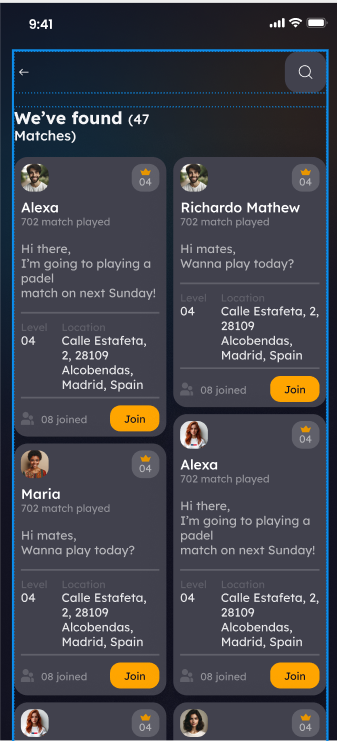 9:41
We've found (47
Matches)
04
Alexa
702 match played
Hi there,
I'm going to playing a
padel
match on next Sunday!
Level Location
04 Calle Estafeta,
2, 28109
Alcobendas,
Madrid, Spain
08 joined Join
04
Richardo Mathew
702 match played
Hi mates,
Wanna play today?
Level Location
04 Calle Estafeta, 2,
28109
Alcobendas,
Madrid, Spain
08 joined Join
04
Maria
702 match played
Hi mates,
Wanna play today?
Level Location
04 Calle Estafeta,
2, 28109
Alcobendas,
Madrid, Spain
08 joined Join
04
Alexa
702 match played
Hi there,
I'm going to playing a
padel
match on next Sunday!
Level Location
04 Calle Estafeta, 2,
28109
Alcobendas,
Madrid, Spain
08 joined Join
04
04